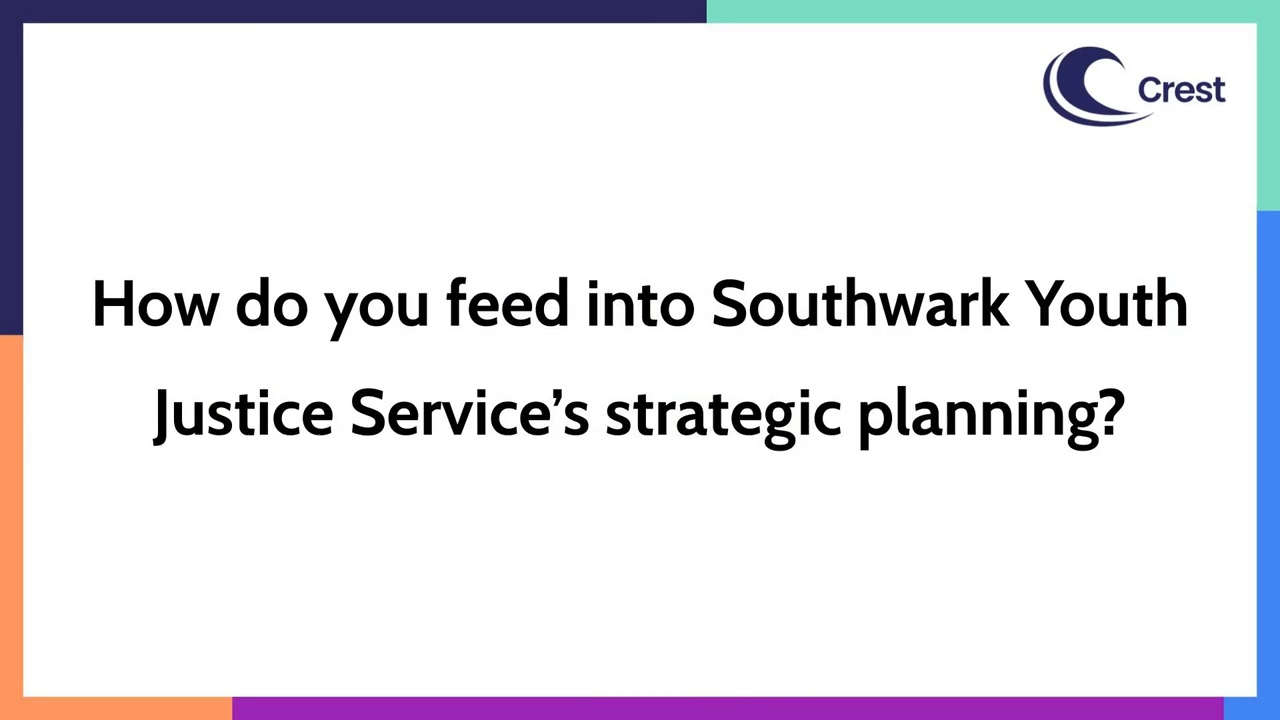 Crest
How do you feed into Southwark Youth
Justice Service’s strategic planning?